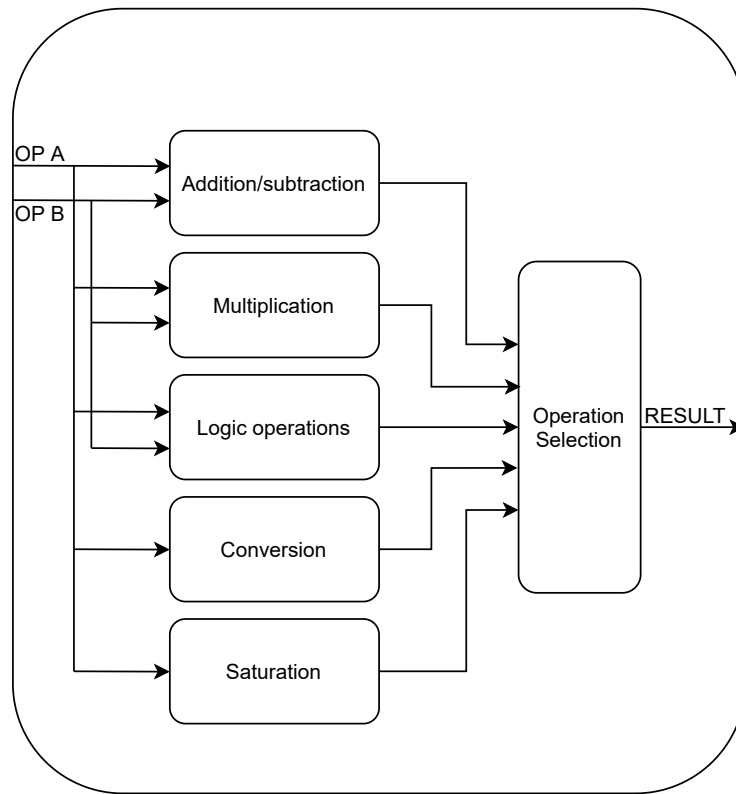 OP A
OP B
Addition/subtraction
Multiplication
Logic operations
Conversion
Saturation
Operation
Selection
RESULT